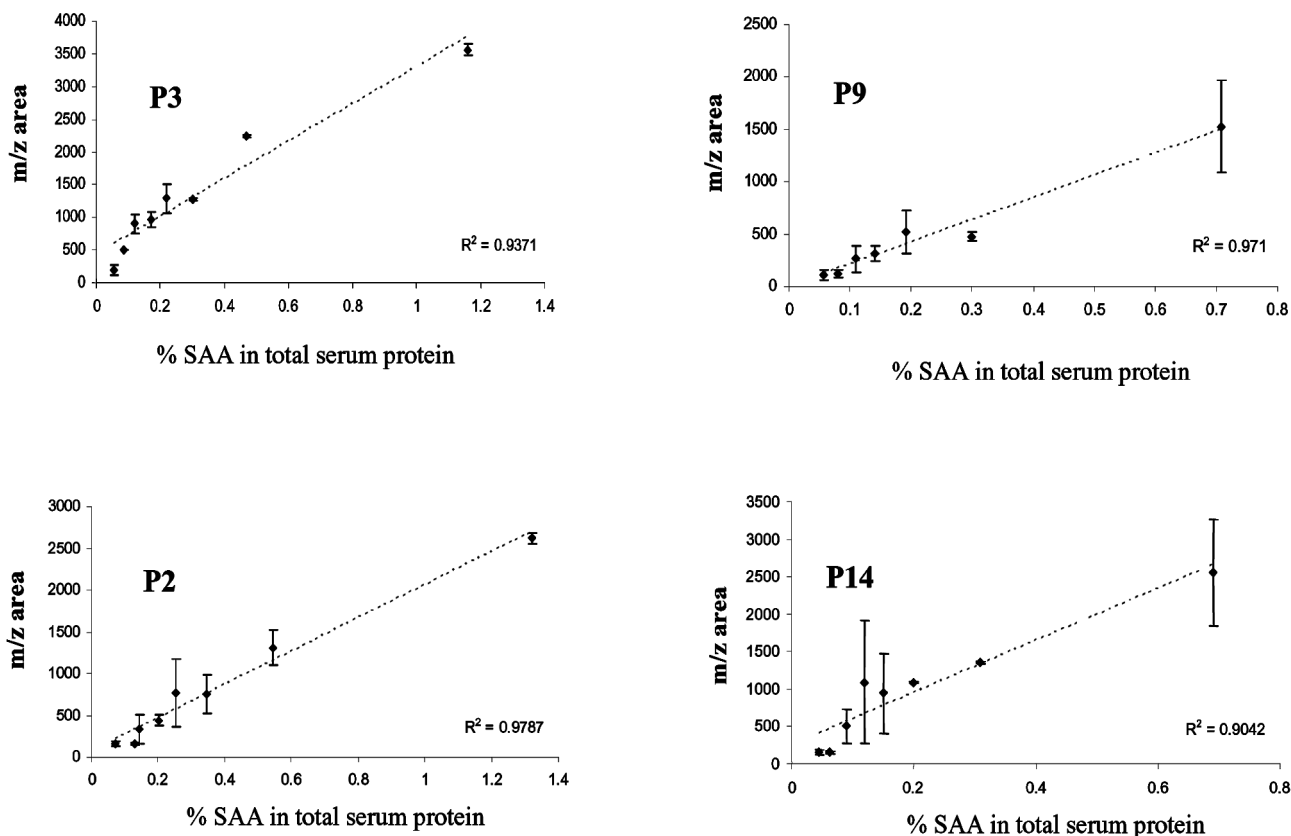 4000
3500
3000
2500
2000
1500
1000
500
0
m/z area
P3
R² = 0.9371
0 0.2 0.4 0.6 0.8 1 1.2 1.4
% SAA in total serum protein
2500
2000
1500
1000
500
0
m/z area
P9
R² = 0.971
0 0.1 0.2 0.3 0.4 0.5 0.6 0.7 0.8
% SAA in total serum protein
3000
2500
2000
1500
1000
500
0
m/z area
P2
R² = 0.9787
0 0.2 0.4 0.6 0.8 1 1.2 1.4
% SAA in total serum protein
3500
3000
2500
2000
1500
1000
500
0
m/z area
P14
R² = 0.9042
0 0.2 0.4 0.6 0.8
% SAA in total serum protein